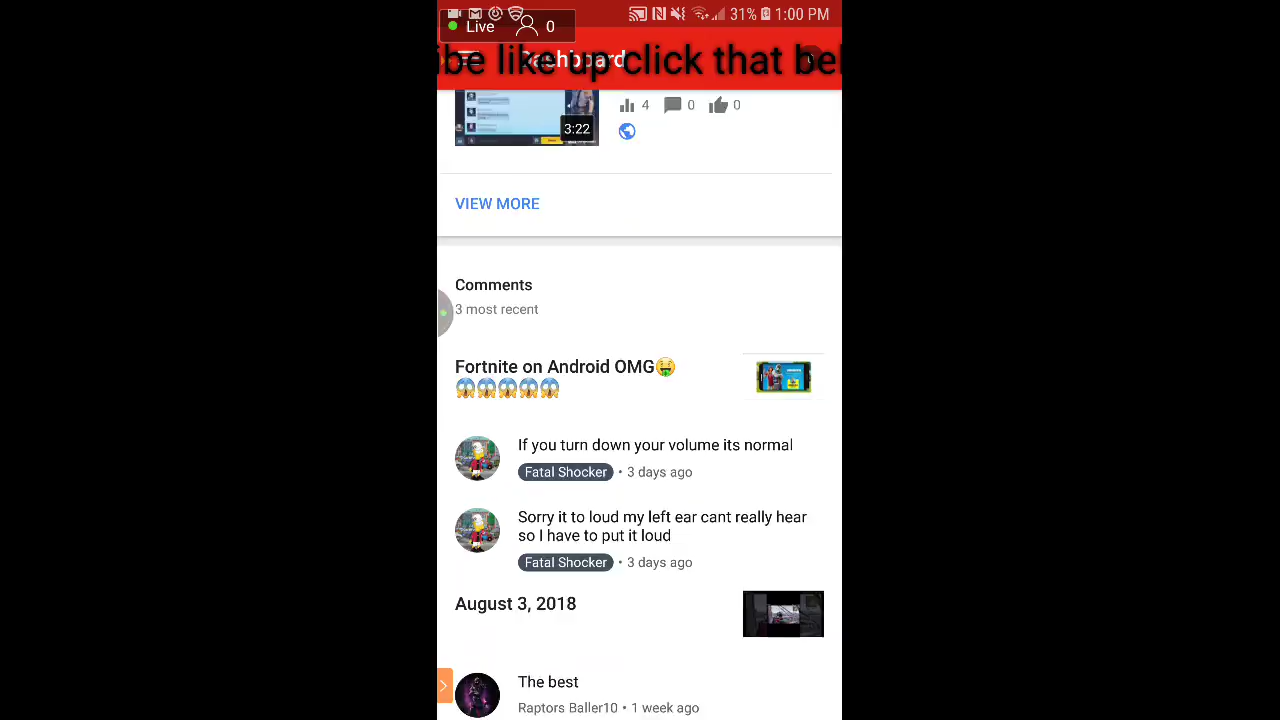 31% 1:00 PM
Live 0
Dashboard
ibe like up click that bel
3:22
4 0 0
VIEW MORE
Comments
3 most recent
Fortnite on Android OMG🤑
😱😱😱😱😱
If you turn down your volume its normal
Fatal Shocker • 3 days ago
Sorry it to loud my left ear cant really hear
so I have to put it loud
Fatal Shocker • 3 days ago
August 3, 2018
The best
Raptors Baller10 • 1 week ago